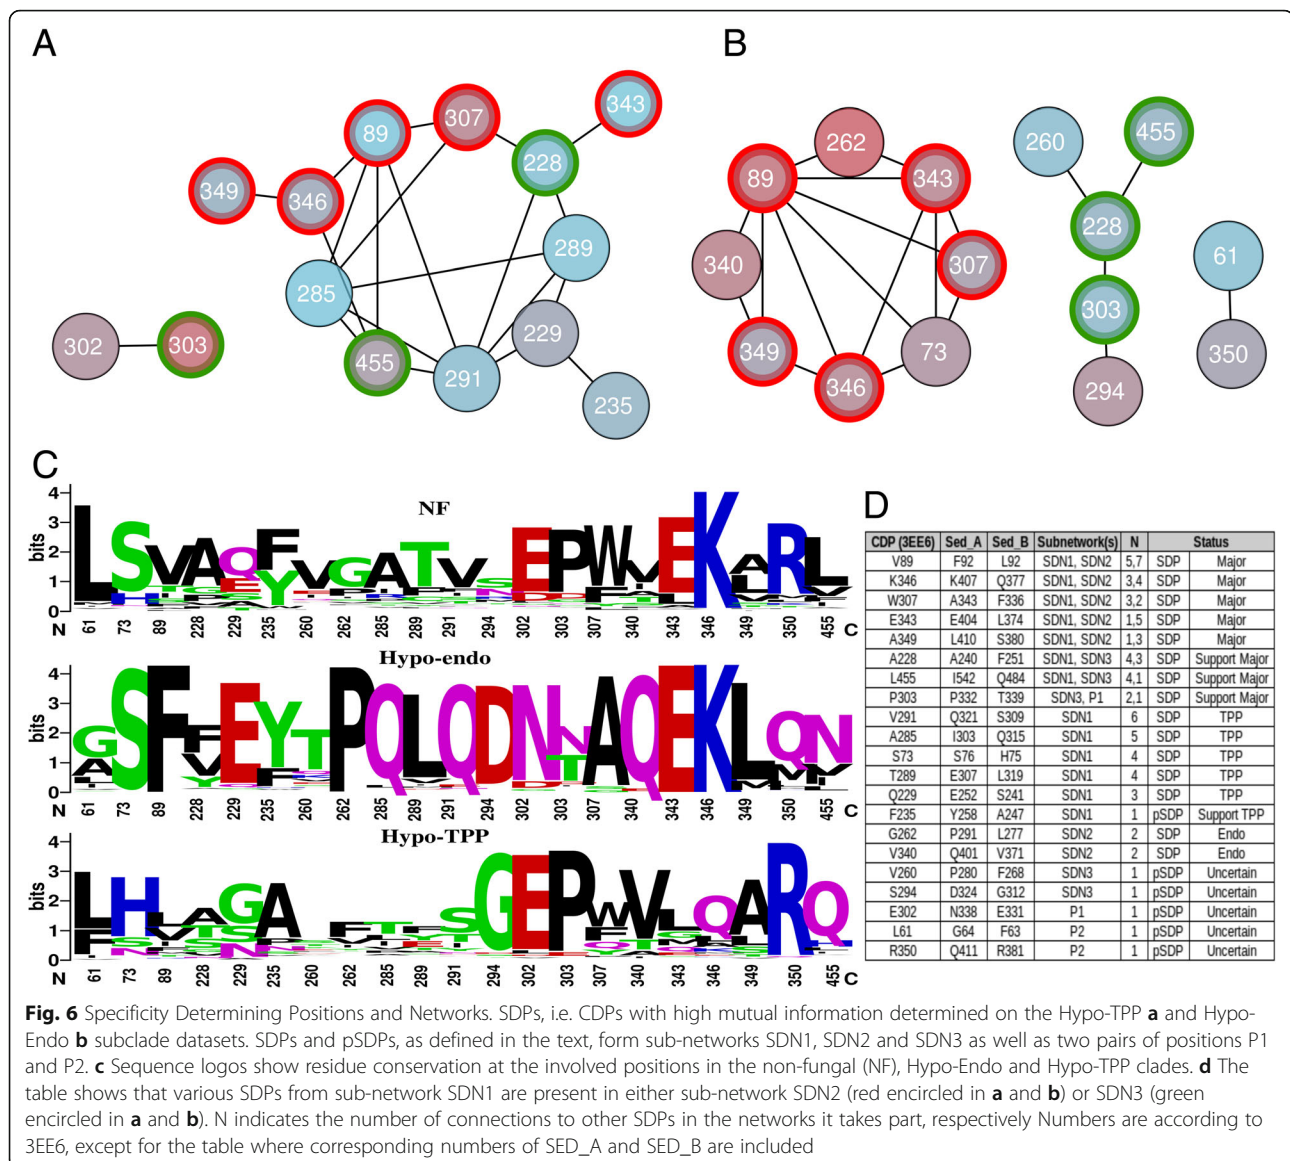 A
B
343
307
89
228
349
346
289
285
229
302
303
455
291
235
262
260
455
89
343
228
61
340
307
303
349
73
350
346
294
C
NF
bits
4
3
2
1
0
N
61
73
89
228
229
235
260
262
285
289
291
294
302
303
307
340
343
346
349
350
455
C
Hypo-endo
bits
4
3
2
1
0
N
61
73
89
228
229
235
260
262
285
289
291
294
302
303
307
340
343
346
349
350
455
C
Hypo-TPP
bits
4
3
2
1
0
N
61
73
89
228
229
235
260
262
285
289
291
294
302
303
307
340
343
346
349
350
455
C
D
CDP (3EE6) Sed_A Sed_B Subnetwork(s) N Status
V89 F92 L92 SDN1, SDN2 5,7 SDP Major
K346 K407 Q377 SDN1, SDN2 3,4 SDP Major
W307 A343 F336 SDN1, SDN2 3,2 SDP Major
E343 E404 L374 SDN1, SDN2 1,5 SDP Major
A349 L410 S380 SDN1, SDN2 1,3 SDP Major
A228 A240 F251 SDN1, SDN3 4,3 SDP Support Major
L455 I542 Q484 SDN1, SDN3 4,1 SDP Support Major
P303 P332 T339 SDN3, P1 2,1 SDP Support Major
V291 Q321 S309 SDN1 6 SDP TPP
A285 I303 Q315 SDN1 5 SDP TPP
S73 S76 H75 SDN1 4 SDP TPP
T289 E307 L319 SDN1 4 SDP TPP
Q229 E252 S241 SDN1 3 SDP TPP
F235 Y258 A247 SDN1 1 pSDP Support TPP
G262 P291 L277 SDN2 2 SDP Endo
V340 Q401 V371 SDN2 2 SDP Endo
V260 P280 F268 SDN3 1 pSDP Uncertain
S294 D324 G312 SDN3 1 pSDP Uncertain
E302 N338 E331 P1 1 pSDP Uncertain
L61 G64 F63 P2 1 pSDP Uncertain
R350 Q411 R381 P2 1 pSDP Uncertain
Fig. 6 Specificity Determining Positions and Networks. SDPs, i.e. CDPs with high mutual information determined on the Hypo-TPP a and Hypo-
Endo b subclade datasets. SDPs and pSDPs, as defined in the text, form sub-networks SDN1, SDN2 and SDN3 as well as two pairs of positions P1
and P2. c Sequence logos show residue conservation at the involved positions in the non-fungal (NF), Hypo-Endo and Hypo-TPP clades. d The
table shows that various SDPs from sub-network SDN1 are present in either sub-network SDN2 (red encircled in a and b) or SDN3 (green
encircled in a and b). N indicates the number of connections to other SDPs in the networks it takes part, respectively Numbers are according to
3EE6, except for the table where corresponding numbers of SED_A and SED_B are included